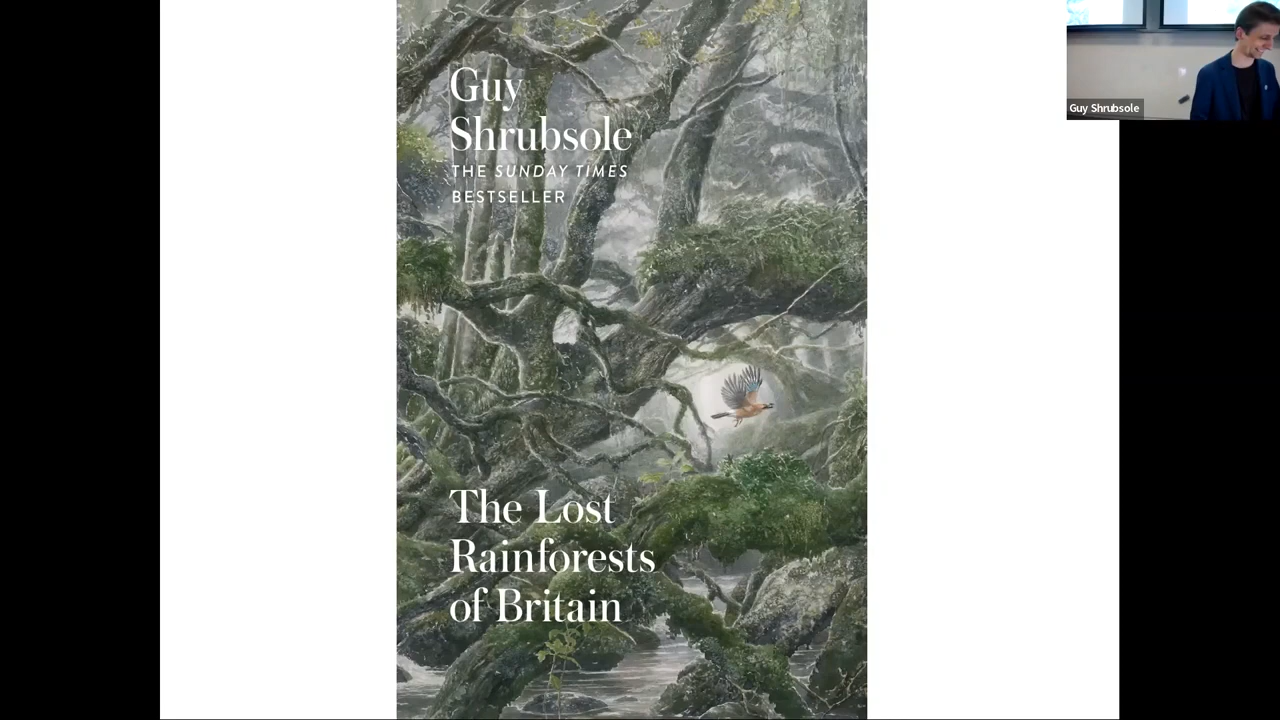 Guy
Shrubsole
THE SUNDAY TIMES
BESTSELLER
The Lost
Rainforests
of Britain
Guy Shrubsole